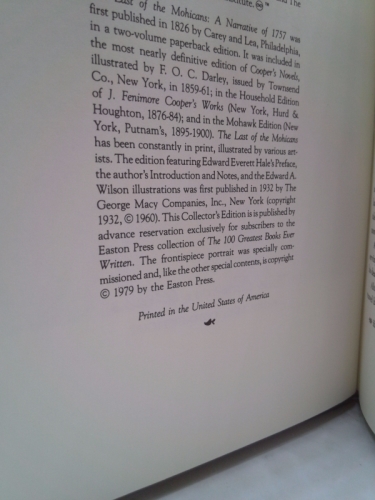 stitute. ™ and The
Last of the Mohicans: A Narrative of 1757 was
first published in 1826 by Carey and Lea, Philadelphia,
in a two-volume paperback edition. It was included in
the most nearly definitive edition of Cooper's Novels,
illustrated by F. O. C. Darley, issued by Townsend
Co., New York, in 1859-61; in the Household Edition
of J. Fenimore Cooper's Works (New York, Hurd &
Houghton, 1876-84); and in the Mohawk Edition (New
York, Putnam's, 1895-1900). The Last of the Mohicans
has been constantly in print, illustrated by various art-
ists. The edition featuring Edward Everett Hale's Preface,
the author's Introduction and Notes, and the Edward A.
Wilson illustrations was first published in 1932 by The
George Macy Companies, Inc., New York (copyright
1932, © 1960). This Collector's Edition is is published by
advance reservation exclusively for subscribers to the
Easton Press collection of The 100 Greatest Books Ever
Written. The frontispiece portrait was specially com-
missioned and, like the other special contents, is copyright
© 1979 by the Easton Press.
Printed in the United States of America